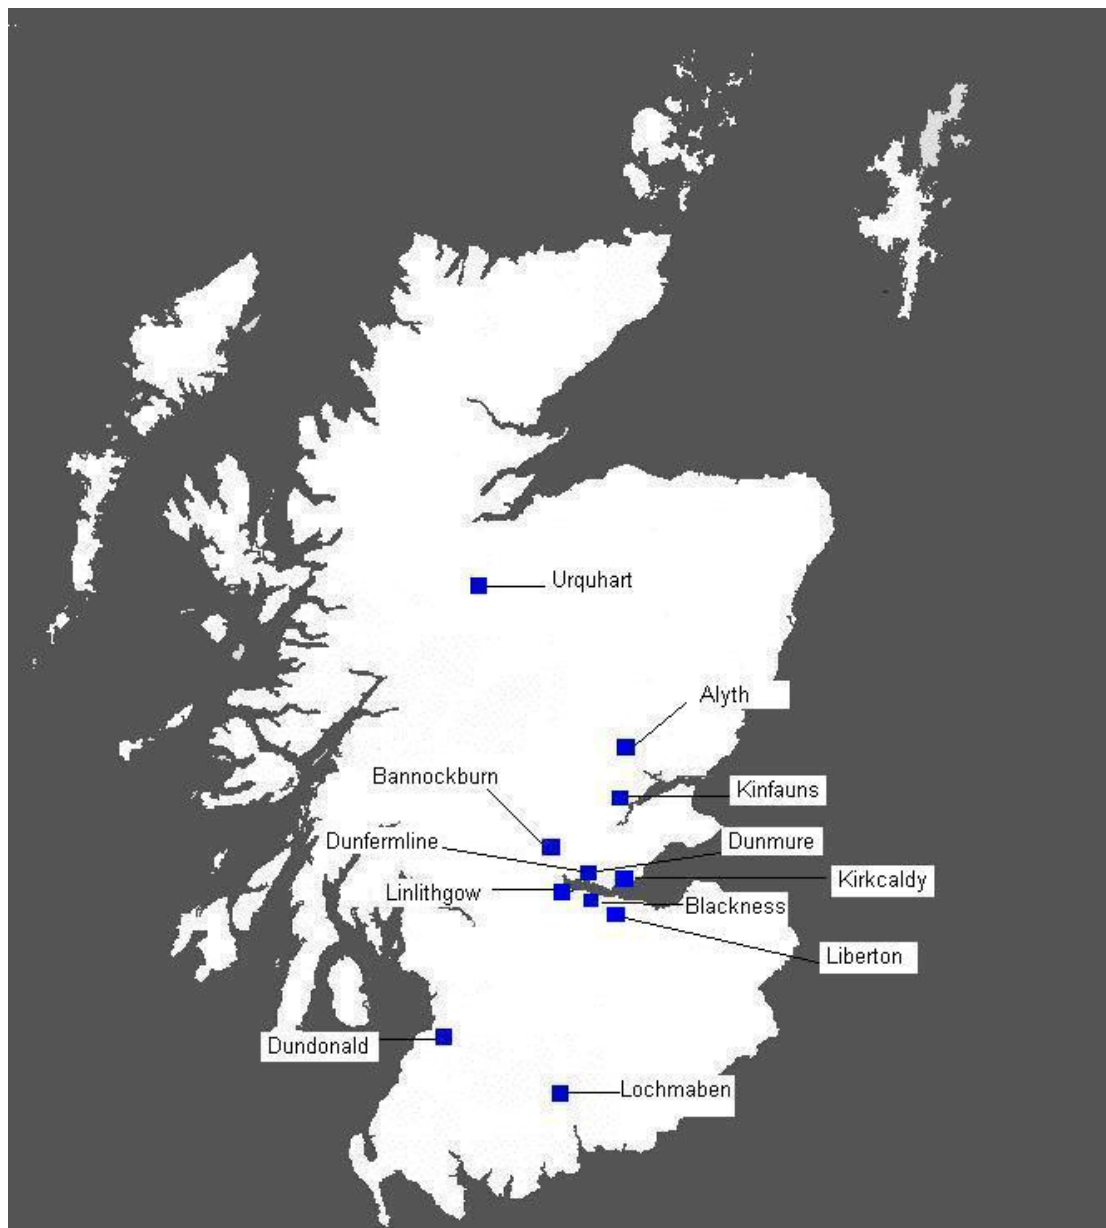 Urquhart
Alyth
Bannockburn
Kinfauns
Dunfermline
Dunmure
Linlithgow
Kirkcaldy
Blackness
Liberton
Dundonald
Lochmaben